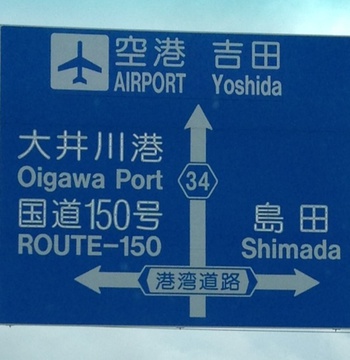 空港 吉田
AIRPORT Yoshida
大井川港
Oigawa Port
34
国道150号
ROUTE-150
島田
Shimada
港湾道路